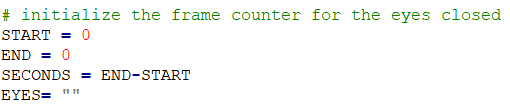 # initialize the frame counter for the eyes closed
START = 0
END = 0
SECONDS = END-START
EYES= ""